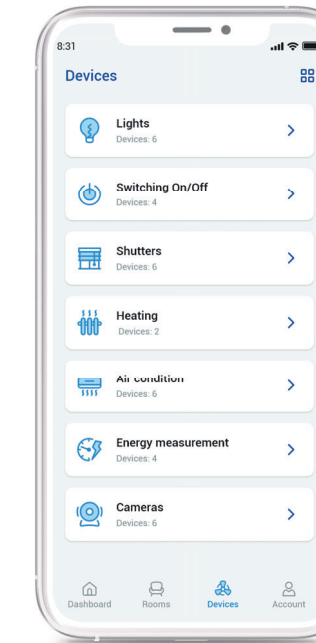 8:31
Devices
Lights
Devices: 6
Switching On/Off
Devices: 4
Shutters
Devices: 6
Heating
Devices: 2
Air condition
Devices: 6
Energy measurement
Devices: 4
Cameras
Devices: 6
Dashboard Rooms Devices Account